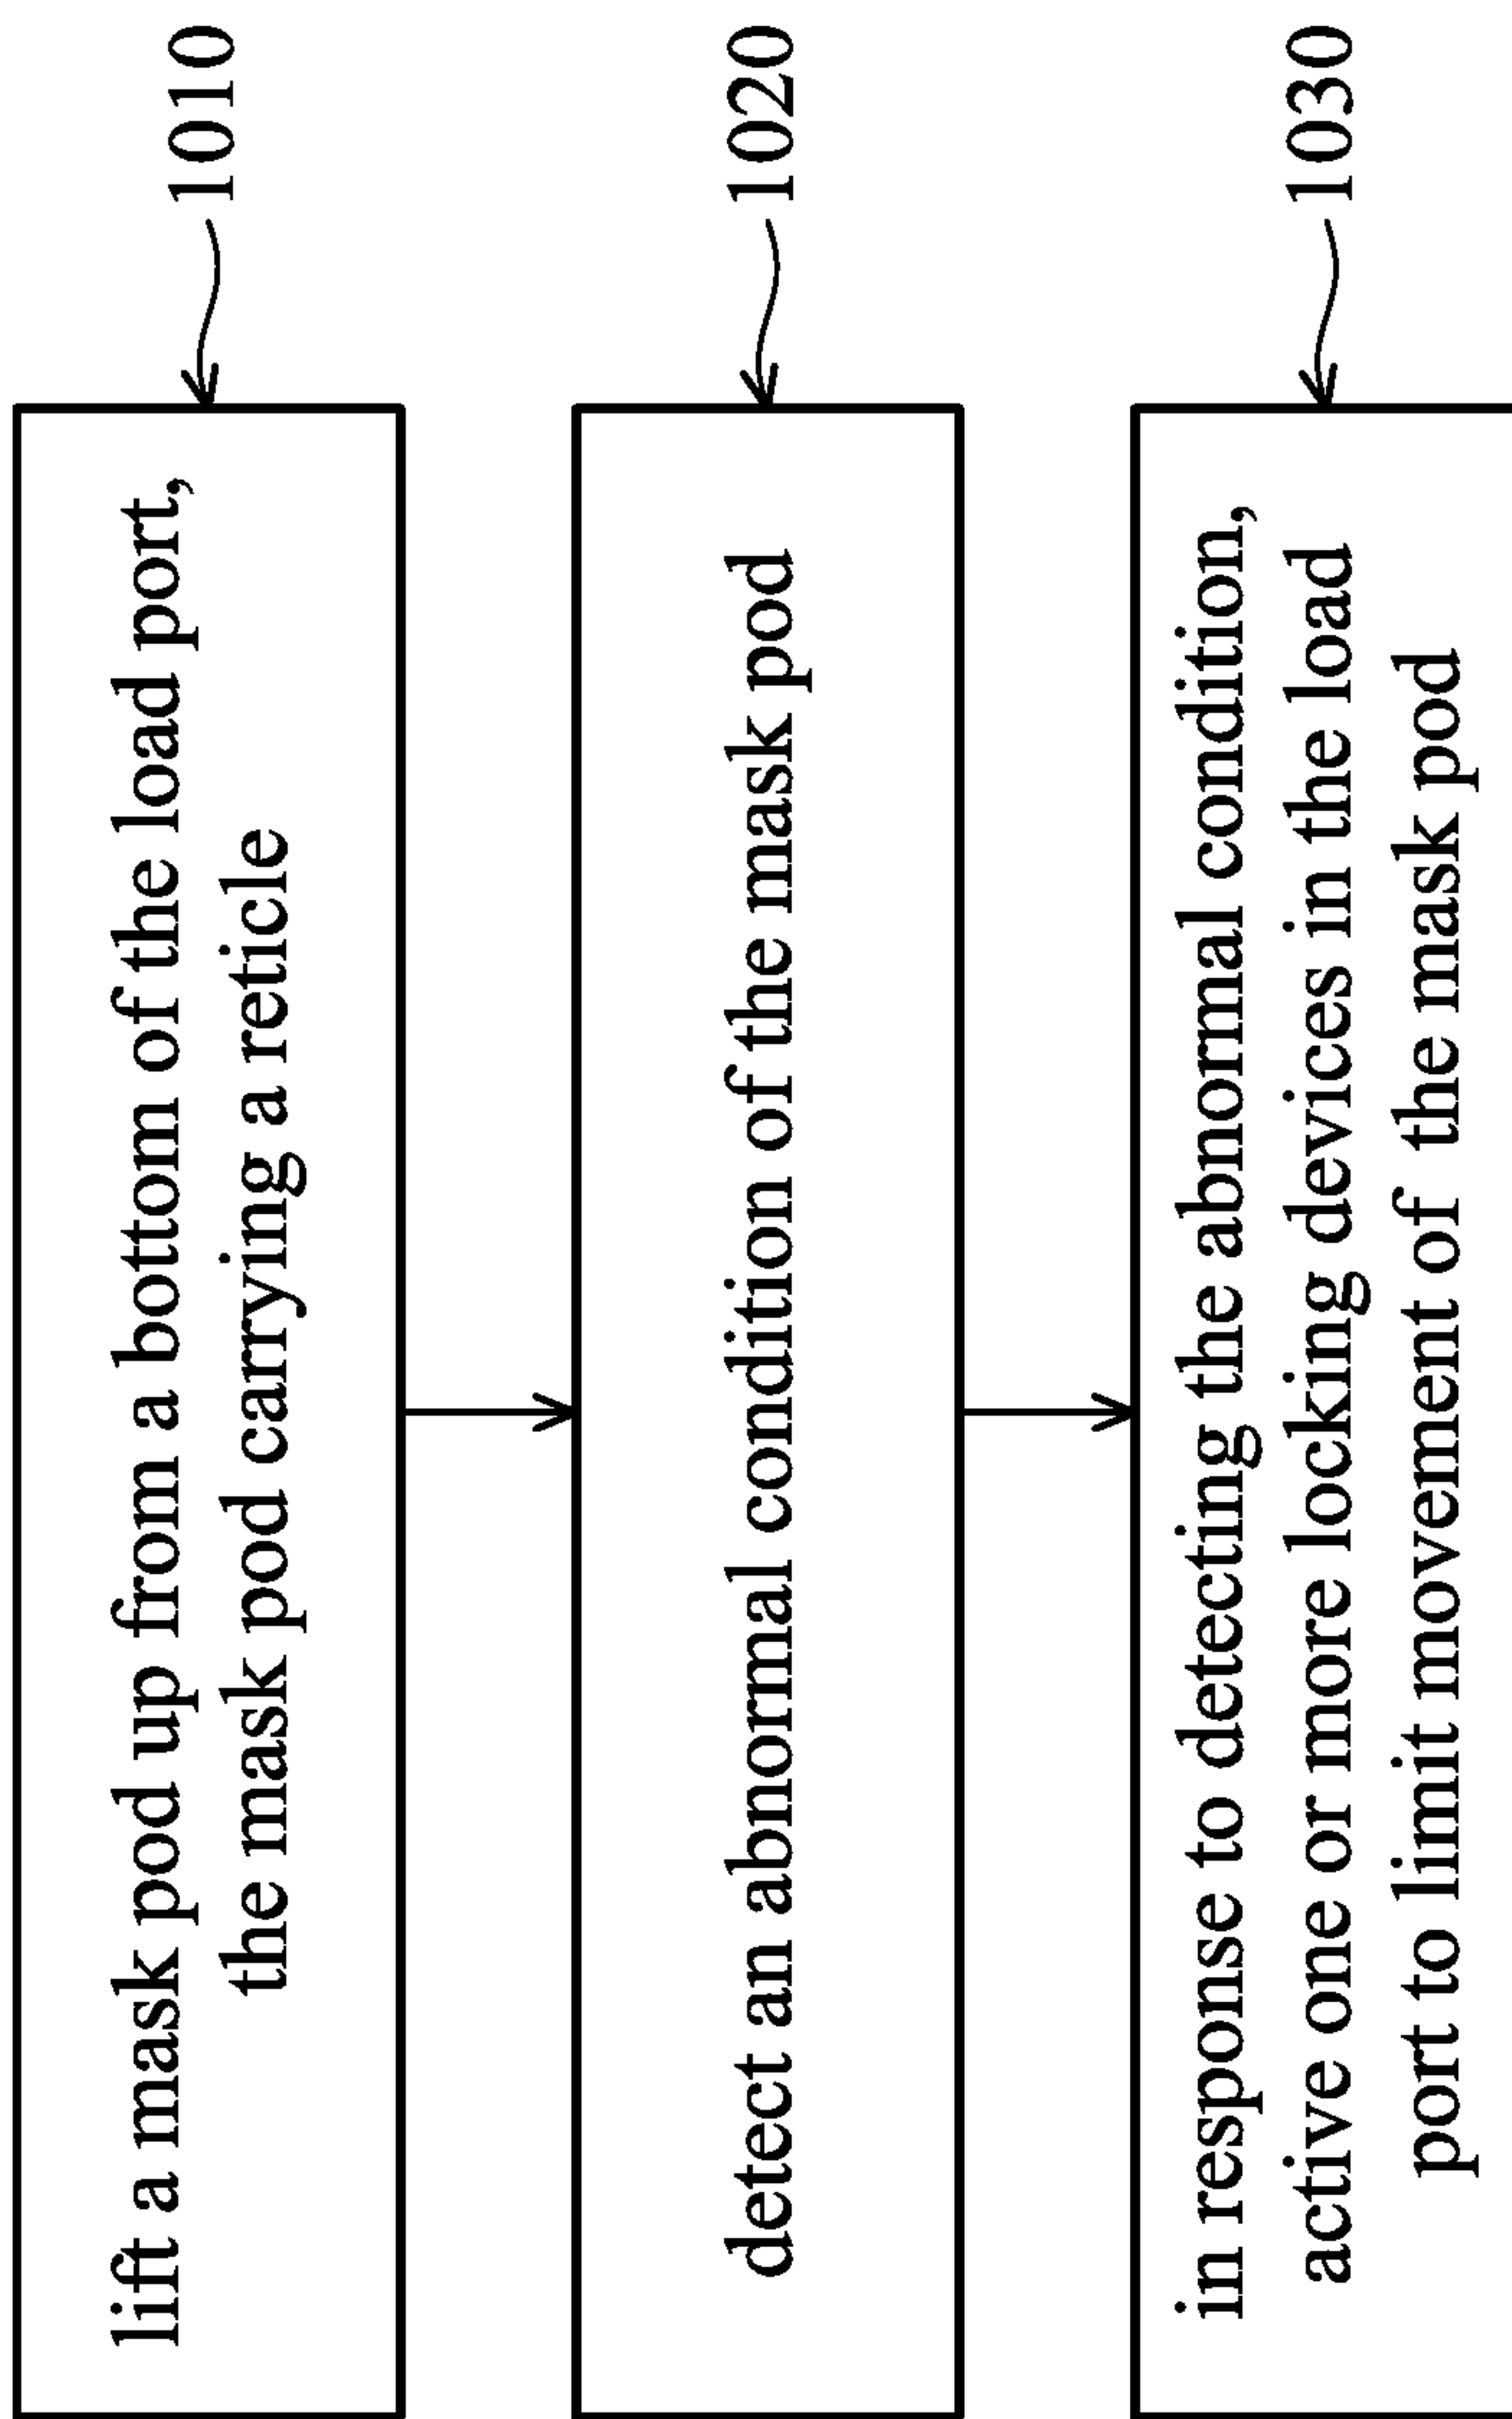 lift a mask pod up from a bottom of the load port,
the mask pod carrying a reticle
1010
detect an abnormal condition of the mask pod
1020
in response to detecting the abnormal condition,
active one or more locking devices in the load
port to limit movement of the mask pod
1030